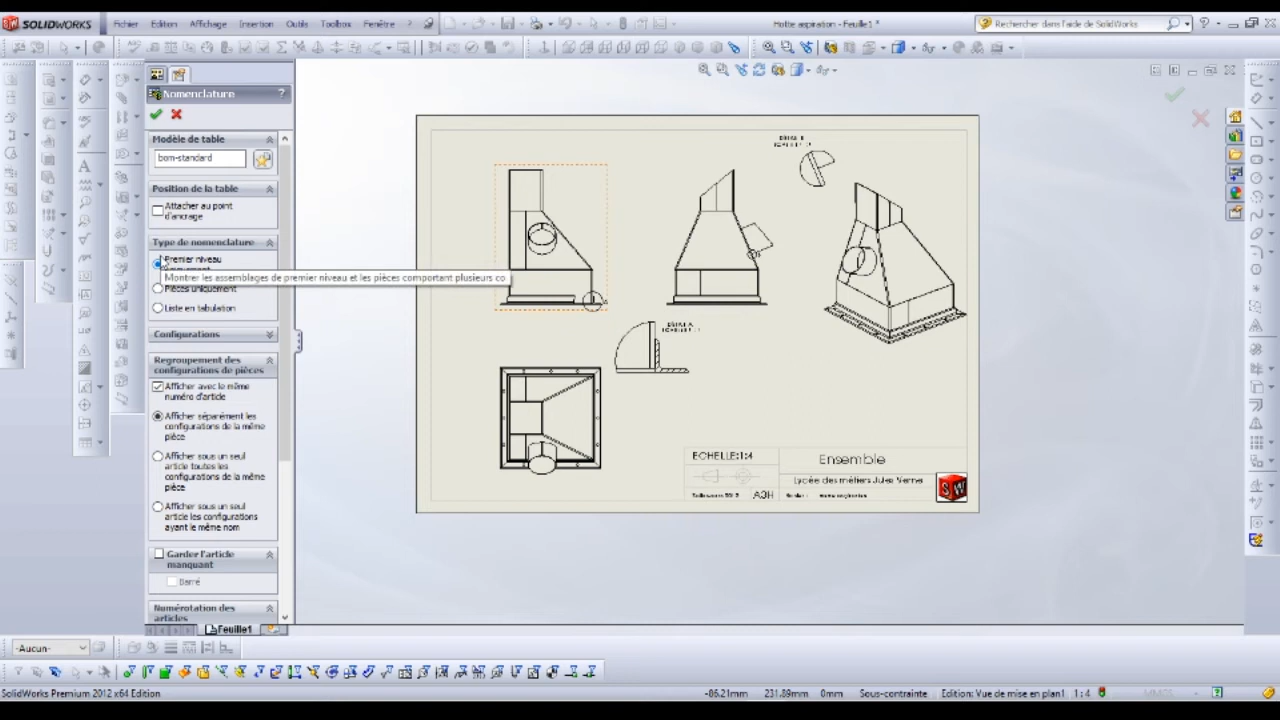 SOLIDWORKS Fichier Edition Affichage Insertion Outils Toolbox Fenêtre ? Hotte aspiration - Feuille1 * Rechercher dans l'aide de SolidWorks
Nomenclature ?
Modèle de table
bom-standard
Position de la table
Attacher au point
d'ancrage
Type de nomenclature
Premier niveau
Montrer les assemblages de premier niveau et les pièces comportant plusieurs co
Pièces uniquement
Liste en tabulation
Configurations
Regroupement des
configurations de pièces
Afficher avec le même
numéro d'article
Afficher séparément les
configurations de la même
pièce
Afficher sous un seul
article toutes les
configurations de la même
pièce
Afficher sous un seul
article les configurations
ayant le même nom
Garder l'article
manquant
Barré
Numérotation des
articles
Feuille1
ECHELLE:1:4
Ensemble
Lycée des métiers Jules Verne
A3H
SW
-Aucun-
SolidWorks Premium 2012 x64 Edition -86.21mm 231.89mm 0mm Sous-contrainte Edition: Vue de mise en plan1 1 : 4 MMGS